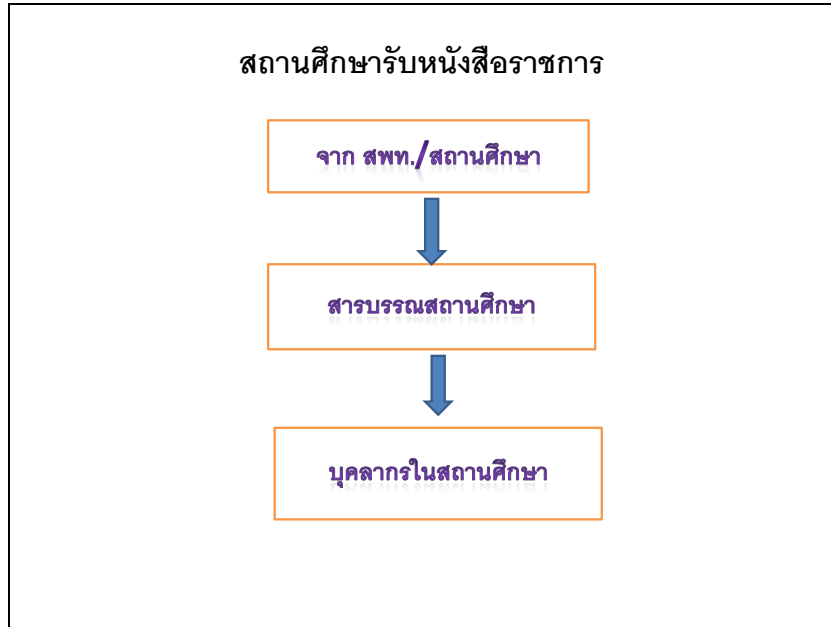 สถานศึกษารับหนังสือราชการ
จาก สพท./สถานศึกษา
สารบรรณสถานศึกษา
บุคลากรในสถานศึกษา